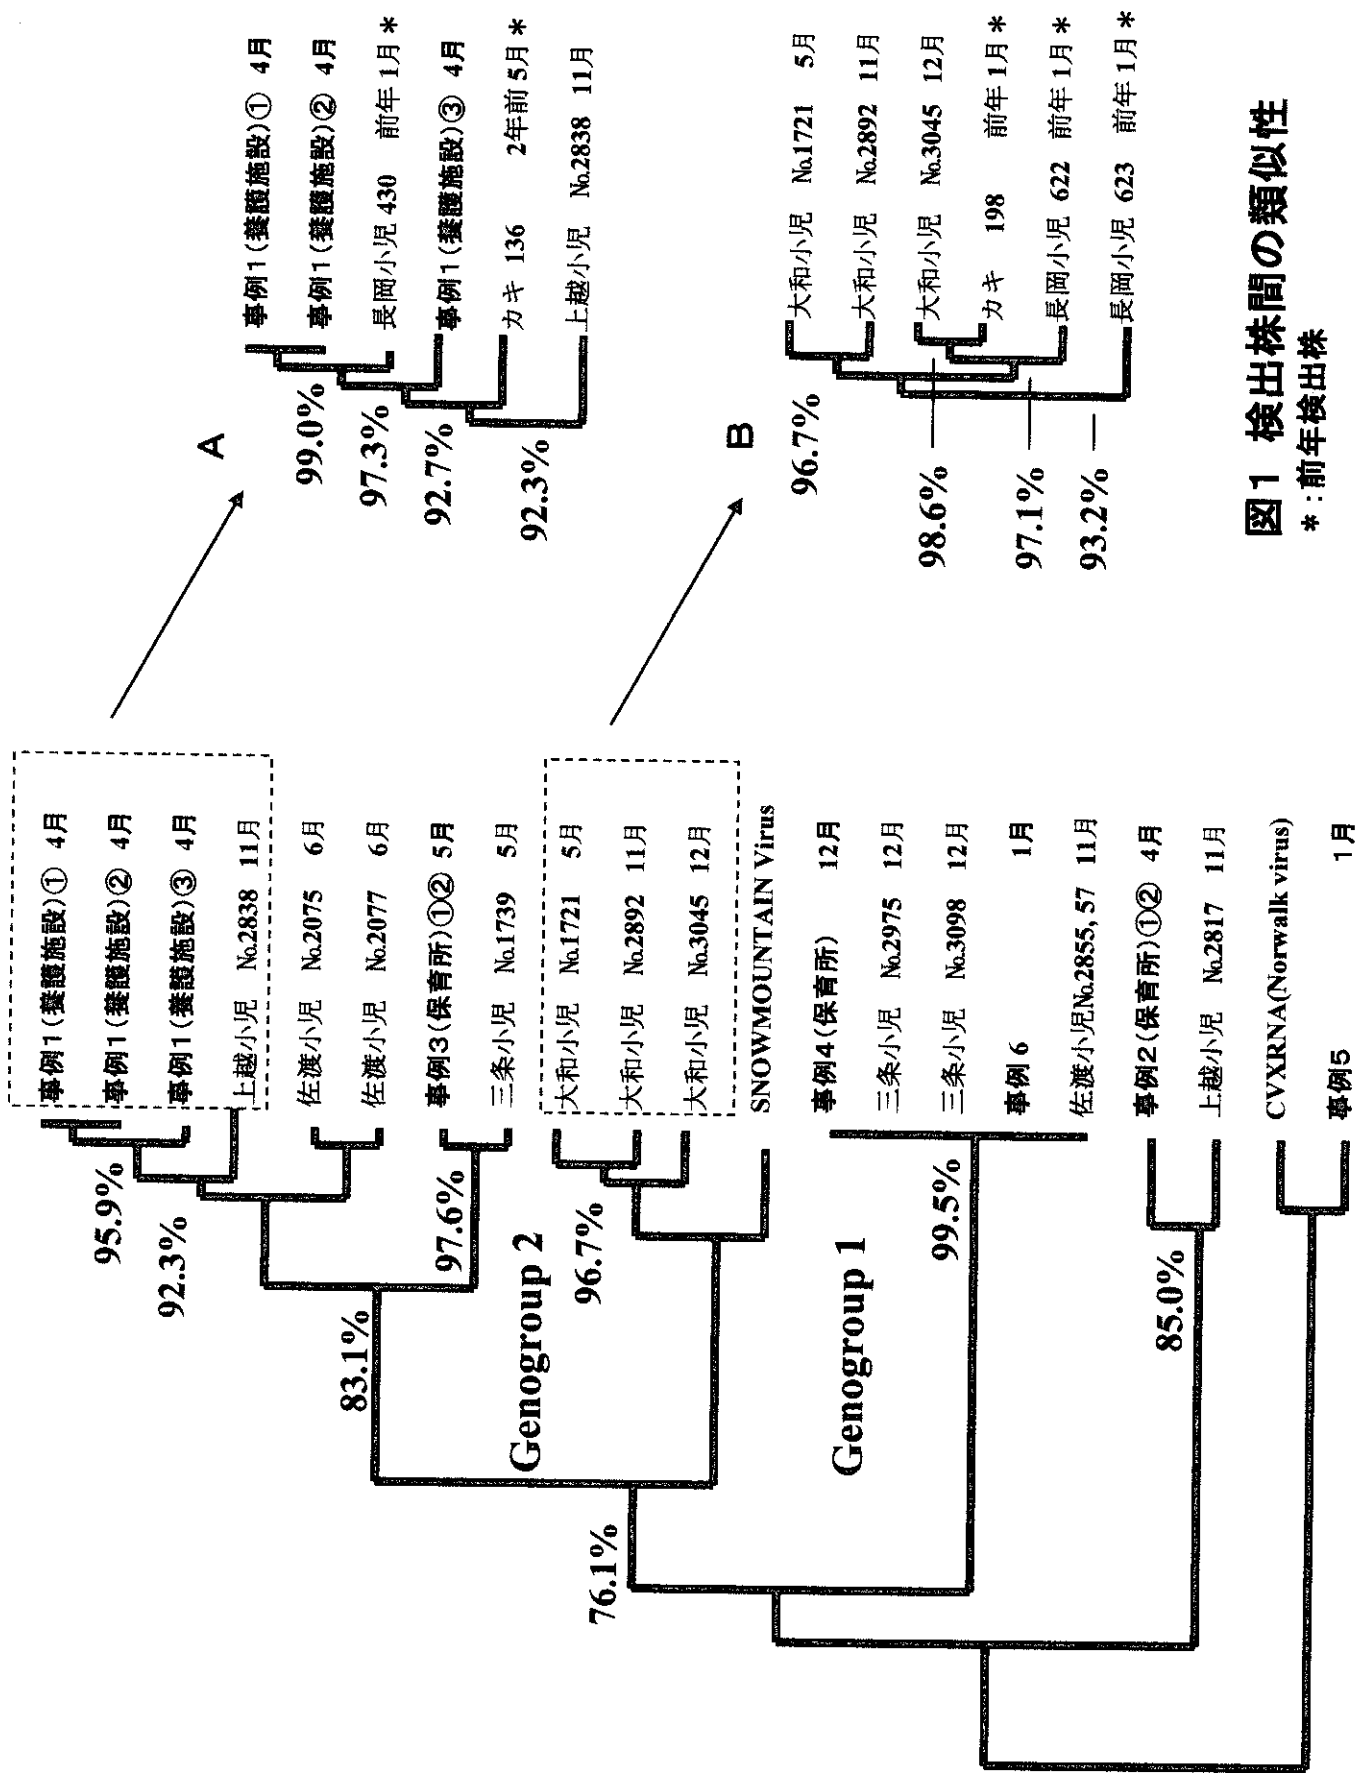 事例1(養護施設)① 4月
事例1(養護施設)② 4月
事例1(養護施設)③ 4月
上越小児 No.2838 11月
佐渡小児 No.2075 6月
佐渡小児 No.2077 6月
事例3(保育所)①② 5月
三条小児 No.1739 5月
大和小児 No.1721 5月
大和小児 No.2892 11月
大和小児 No.3045 12月
SNOWMOUNTAIN Virus
事例4(保育所) 12月
三条小児 No.2975 12月
三条小児 No.3098 12月
事例6 1月
佐渡小児No.2855, 57 11月
事例2(保育所)①② 4月
上越小児 No.2817 11月
CVXRNA(Norwalk virus)
事例5 1月
95.9%
92.3%
97.6%
83.1%
Genogroup 2
96.7%
76.1%
Genogroup 1
99.5%
85.0%
A
事例1(養護施設)① 4月
事例1(養護施設)② 4月
長岡小児 430 前年 1月*
事例1(養護施設)③ 4月
カキ 136 2年前 5月*
上越小児 No.2838 11月
99.0%
97.3%
92.7%
92.3%
B
大和小児 No.1721 5月
大和小児 No.2892 11月
大和小児 No.3045 12月
カキ 198 前年 1月*
長岡小児 622 前年 1月*
長岡小児 623 前年 1月*
96.7%
98.6%
97.1%
93.2%
図1 検出株間の類似性
*:前年検出株